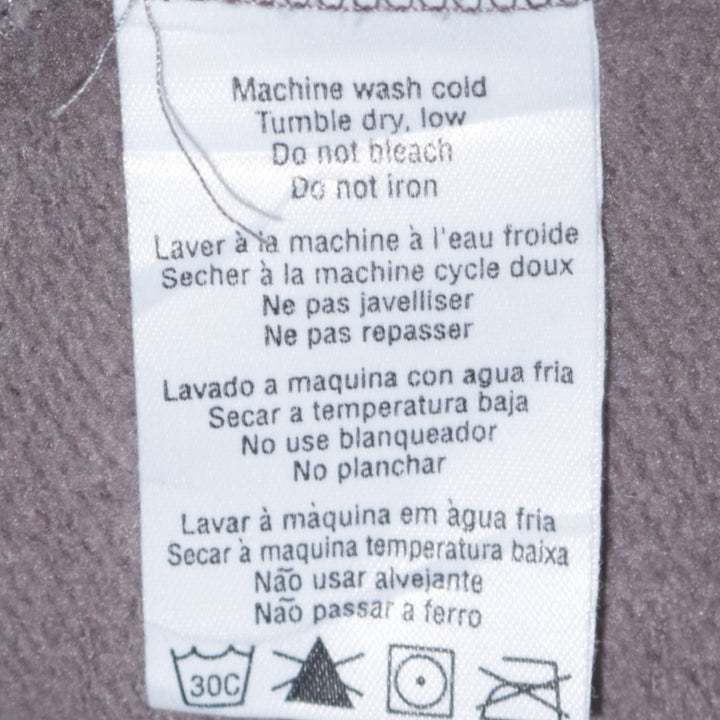 Machine wash cold
Tumble dry, low
Do not bleach
Do not iron
Laver à la machine à l'eau froide
Secher à la machine cycle doux
Ne pas javelliser
Ne pas repasser
Lavado a maquina con agua fria
Secar a temperatura baja
No use blanqueador
No planchar
Lavar à màquina em àgua fria
Secar à maquina temperatura baixa
Não usar alvejante
Não passar a ferro
30C